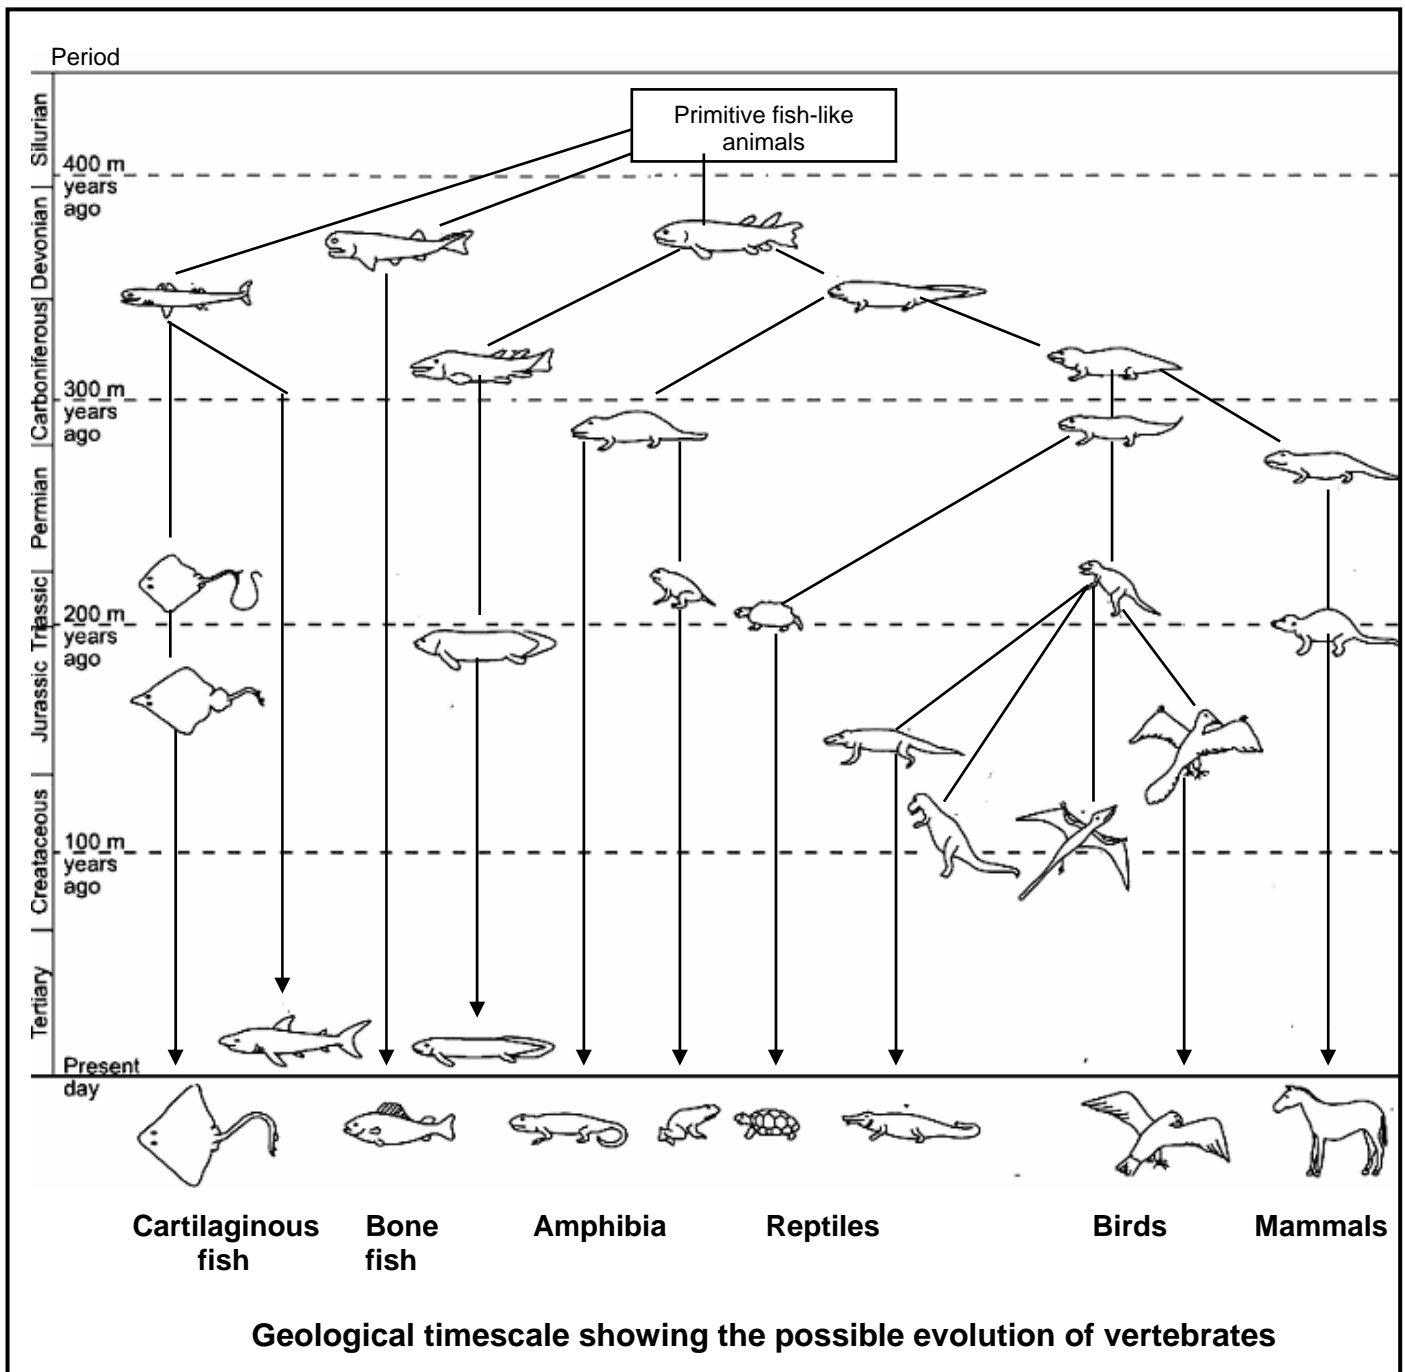 Period
Primitive fish-like
animals
Silurian
400 m
years
ago
Devonian
Carboniferous
300 m
years
ago
Permian
Triassic
200 m
years
ago
Jurassic
Creataceous
100 m
years
ago
Tertiary
Present
day
Cartilaginous
fish
Bone
fish
Amphibia
Reptiles
Birds
Mammals
Geological timescale showing the possible evolution of vertebrates